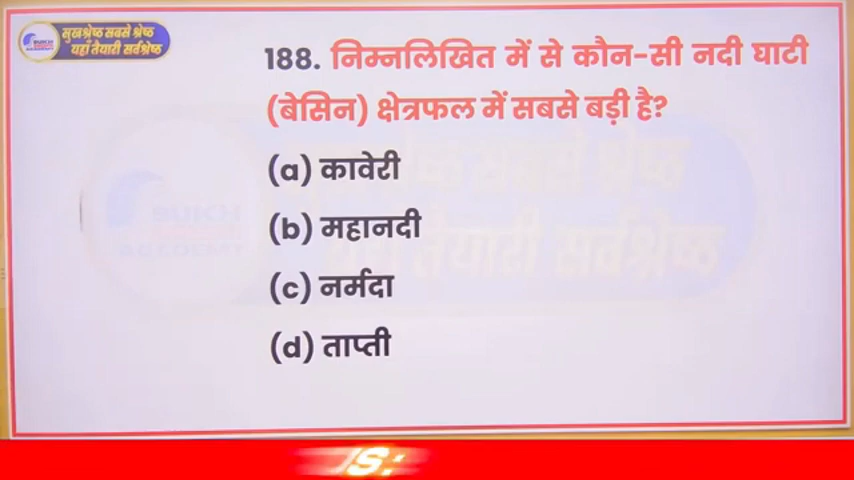 मुखश्रेष्ठ सबसे श्रेष्ठ
यहां तैयारी सर्वश्रेष्ठ
188. निम्नलिखित में से कौन-सी नदी घाटी
(बेसिन) क्षेत्रफल में सबसे बड़ी है?
(a) कावेरी
(b) महानदी
(c) नर्मदा
(d) ताप्ती